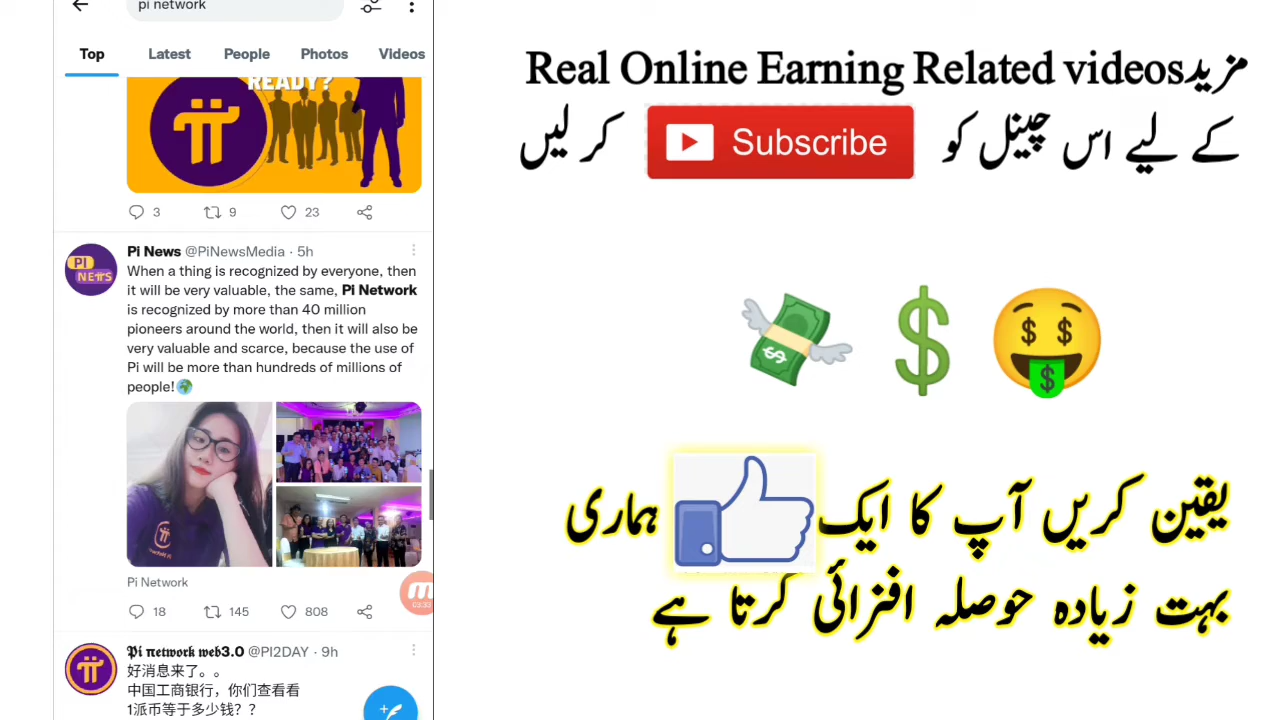 pi network
Top Latest People Photos Videos
READY?
3 9 23
Pi News @PiNewsMedia · 5h
When a thing is recognized by everyone, then
it will be very valuable, the same, Pi Network
is recognized by more than 40 million
pioneers around the world, then it will also be
very valuable and scarce, because the use of
Pi will be more than hundreds of millions of
people!🌍
PI
NEWS
Pi Network
18 145 808
03:33
Pi network web3.0 @PI2DAY · 9h
好消息来了。。
中国工商银行，你们查看看
1派币等于多少钱？？
مزید Real Online Earning Related videos
کے لیے اس چینل کو Subscribe کر لیں
یقین کریں آپ کا ایک ہماری
بہت زیادہ حوصلہ افزائی کرتا ہے